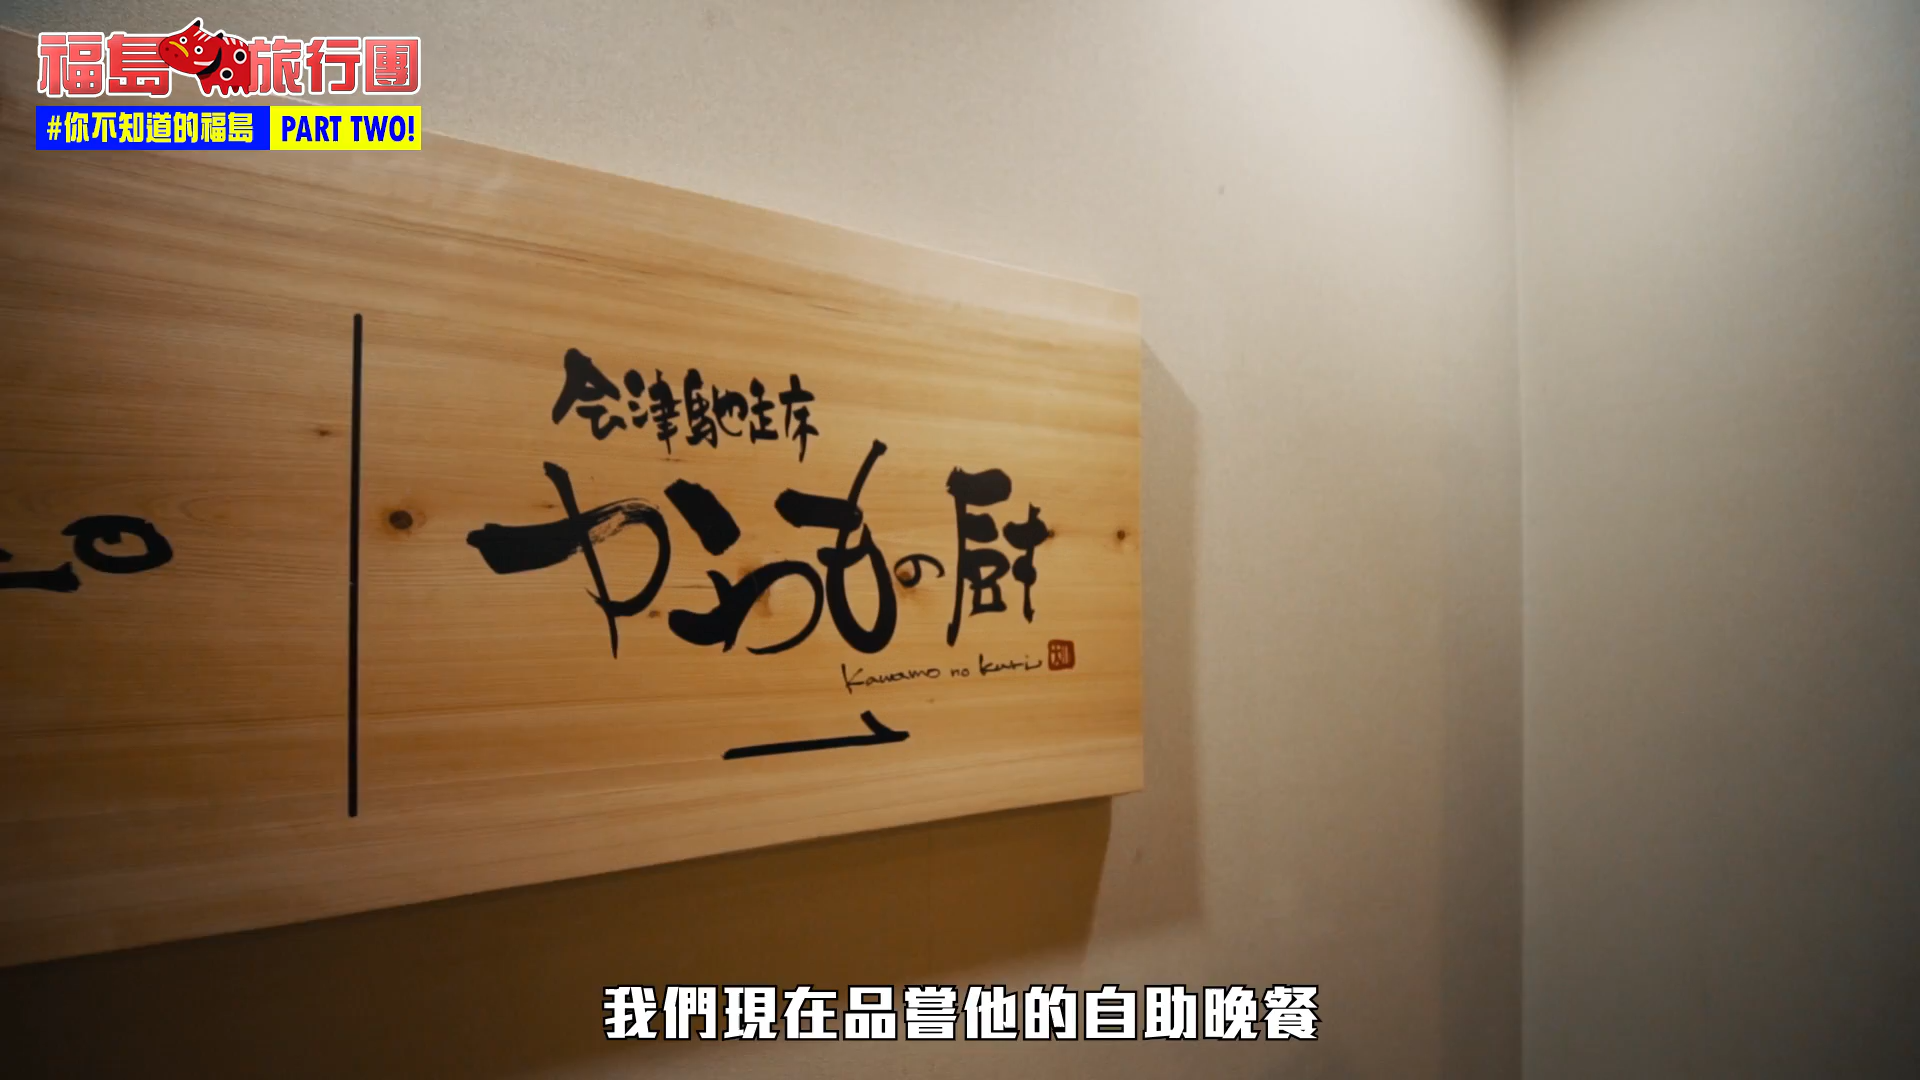 福島旅行團
#你不知道的福島 PART TWO!
会津馳走床
かわもの厨
Kawamo no Kuri
我們現在品嘗他的自助晚餐